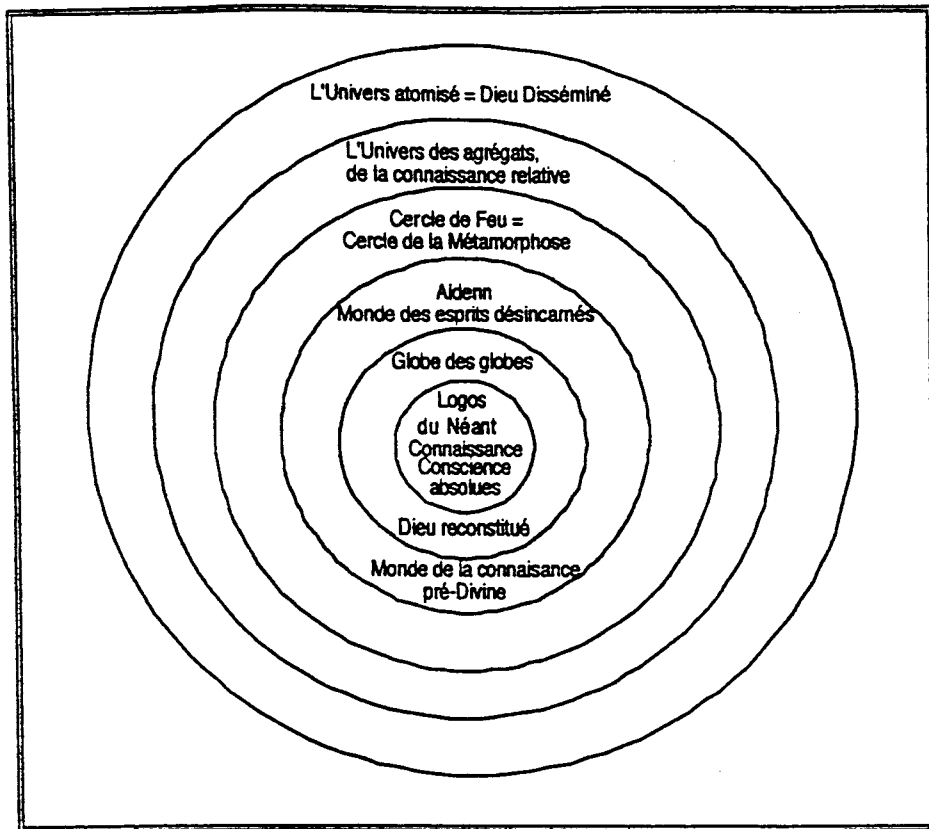 L'Univers atomisé = Dieu Disséminé
L'Univers des agrégats,
de la connaissance relative
Cercle de Feu =
Cercle de la Métamorphose
Aidenn
Monde des esprits désincarnés
Globe des globes
Logos
du Néant
Connaissance
Conscience
absolues
Dieu reconstitué
Monde de la connaisance
pré-Divine